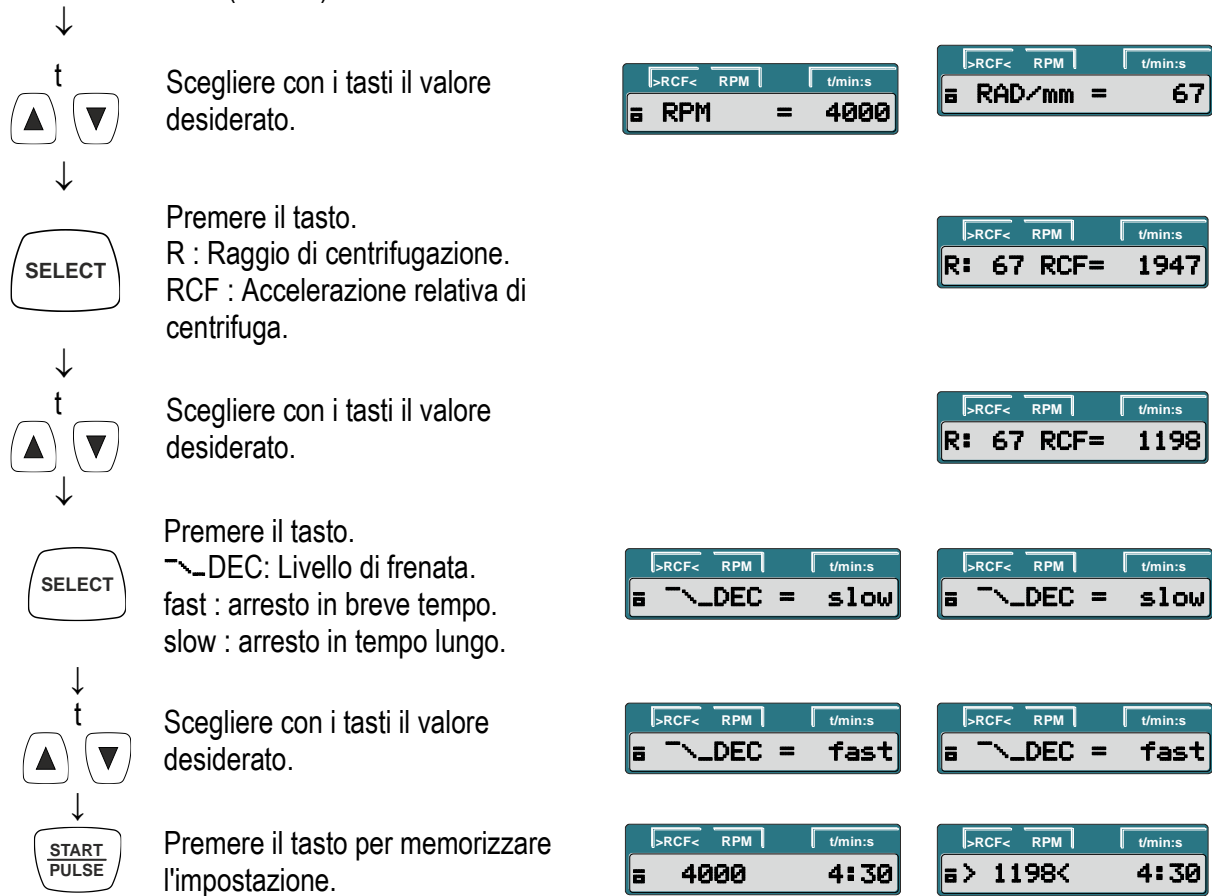 ↓
t
▲ ▼
Scegliere con i tasti il valore
desiderato.
>RCF< RPM t/min:s
RPM = 4000
>RCF< RPM t/min:s
RAD/mm = 67
↓
SELECT
Premere il tasto.
R : Raggio di centrifugazione.
RCF : Accelerazione relativa di
centrifuga.
>RCF< RPM t/min:s
R: 67 RCF= 1947
↓
t
▲ ▼
Scegliere con i tasti il valore
desiderato.
>RCF< RPM t/min:s
R: 67 RCF= 1198
↓
SELECT
Premere il tasto.
¯\_DEC: Livello di frenata.
fast : arresto in breve tempo.
slow : arresto in tempo lungo.
>RCF< RPM t/min:s
¯\_DEC = slow
>RCF< RPM t/min:s
¯\_DEC = slow
↓
t
▲ ▼
Scegliere con i tasti il valore
desiderato.
>RCF< RPM t/min:s
¯\_DEC = fast
>RCF< RPM t/min:s
¯\_DEC = fast
↓
START
PULSE
Premere il tasto per memorizzare
l'impostazione.
>RCF< RPM t/min:s
4000 4:30
>RCF< RPM t/min:s
> 1198< 4:30